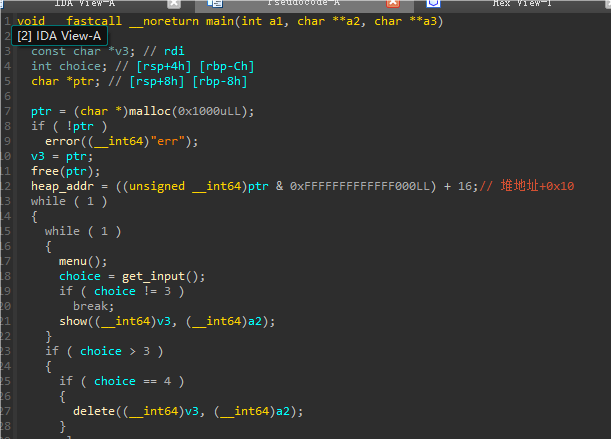 IDA View-A Pseudocode-A Hex View-1
1 void __fastcall __noreturn main(int a1, char **a2, char **a3)
[2] IDA View-A
3 const char *v3; // rdi
4 int choice; // [rsp+4h] [rbp-Ch]
5 char *ptr; // [rsp+8h] [rbp-8h]
6
7 ptr = (char *)malloc(0x1000uLL);
8 if ( !ptr )
9 error((__int64)"err");
10 v3 = ptr;
11 free(ptr);
12 heap_addr = ((unsigned __int64)ptr & 0xFFFFFFFFFFFFF000LL) + 16;// 堆地址+0x10
13 while ( 1 )
14 {
15 while ( 1 )
16 {
17 menu();
18 choice = get_input();
19 if ( choice != 3 )
20 break;
21 show((__int64)v3, (__int64)a2);
22 }
23 if ( choice > 3 )
24 {
25 if ( choice == 4 )
26 {
27 delete((__int64)v3, (__int64)a2);
28 }